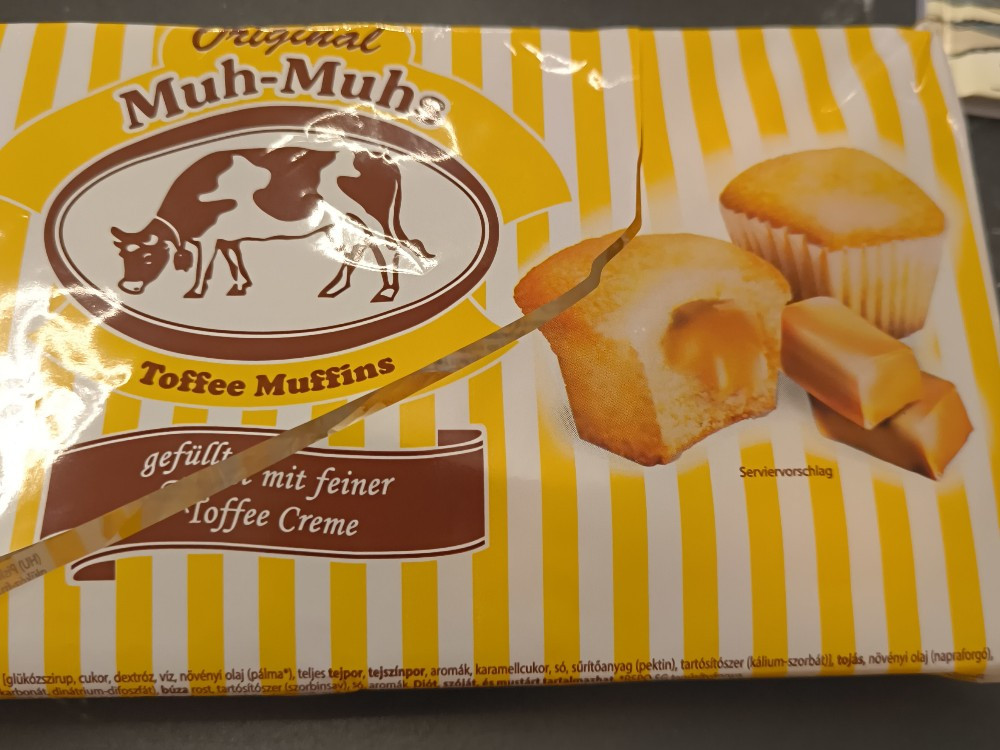 Original
Muh-Muhs
Toffee Muffins
gefüllt
mit feiner
Toffee Creme
Serviervorschlag
[glükózszirup, cukor, dextróz, víz, növényi olaj (pálma*), teljes tejpor, tejszínpor, aromák, karamellcukor, só, sűrítőanyag (pektin), tartósítószer (kálium-szorbát)], tojás, növényi olaj (napraforgó),
karbonát, dinátrium-difoszfát), búza rost, tartósítószer (szorbinsav), só, aromák. Diót, szóját, és mustárt tartalmazhat.